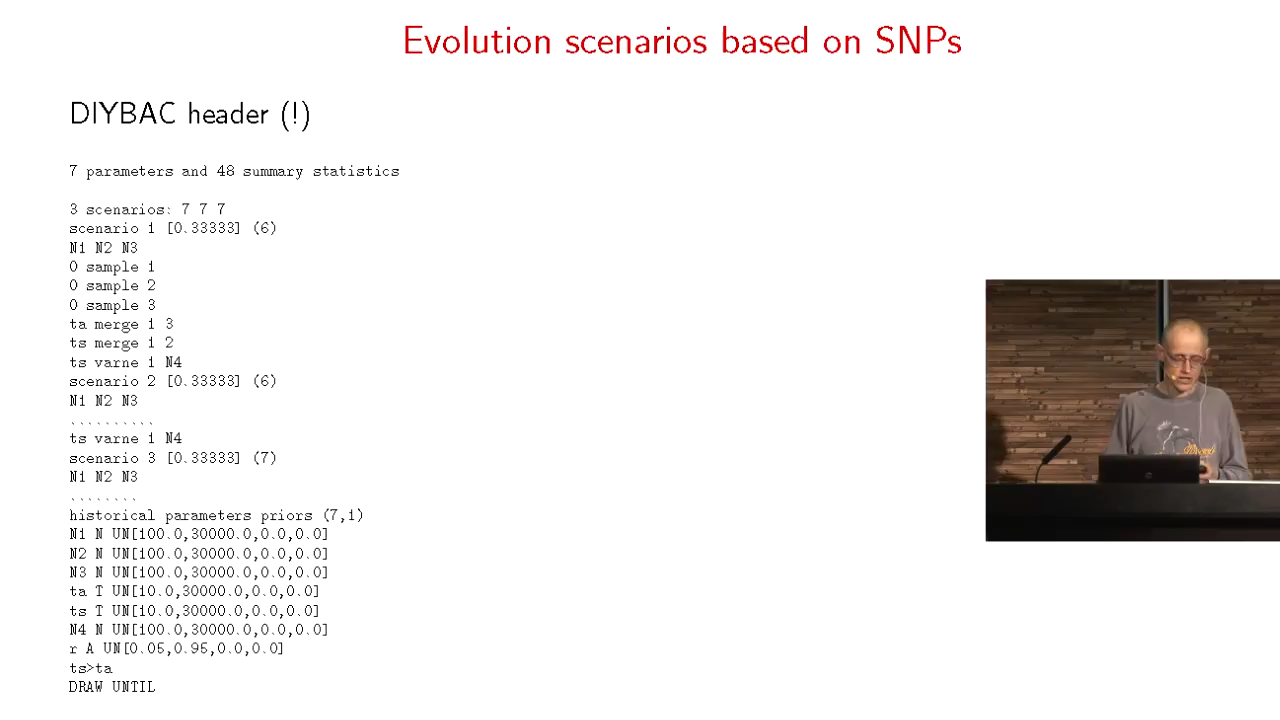 Evolution scenarios based on SNPs
DIYBAC header (!)
7 parameters and 48 summary statistics
3 scenarios: 7 7 7
scenario 1 [0.33333] (6)
N1 N2 N3
0 sample 1
0 sample 2
0 sample 3
ta merge 1 3
ts merge 1 2
ts varne 1 N4
scenario 2 [0.33333] (6)
N1 N2 N3
..........
ts varne 1 N4
scenario 3 [0.33333] (7)
N1 N2 N3
........
historical parameters priors (7,1)
N1 N UN[100.0,30000.0,0.0,0.0]
N2 N UN[100.0,30000.0,0.0,0.0]
N3 N UN[100.0,30000.0,0.0,0.0]
ta T UN[10.0,30000.0,0.0,0.0]
ts T UN[10.0,30000.0,0.0,0.0]
N4 N UN[100.0,30000.0,0.0,0.0]
r A UN[0.05,0.95,0.0,0.0]
ts>ta
DRAW UNTIL